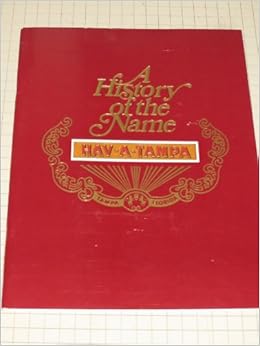 A
History
of the
Name
HAV-A-TAMPA
TAMPA FLORIDA